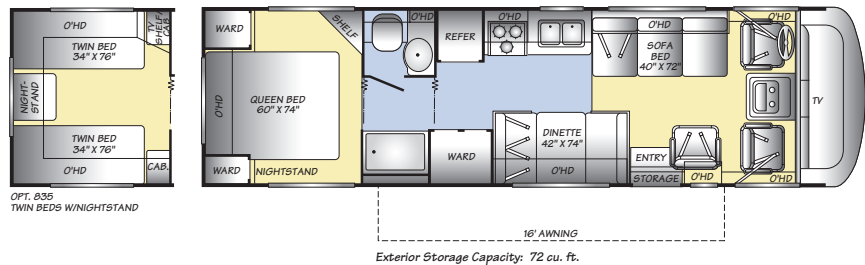 O'HD
TWIN BED
34" X 76"
TV
SHELF/
CAB.
NIGHT-
STAND
TWIN BED
34" X 76"
O'HD
CAB.
OPT. 835
TWIN BEDS W/NIGHTSTAND
WARD
SHELF
O'HD
QUEEN BED
60" X 74"
WARD
NIGHTSTAND
O'HD
REFER
WARD
O'HD
DINETTE
42" X 74"
O'HD
O'HD
SOFA
BED
40" X 72"
ENTRY
STORAGE
O'HD
O'HD
O'HD
TV
16' AWNING
Exterior Storage Capacity: 72 cu. ft.